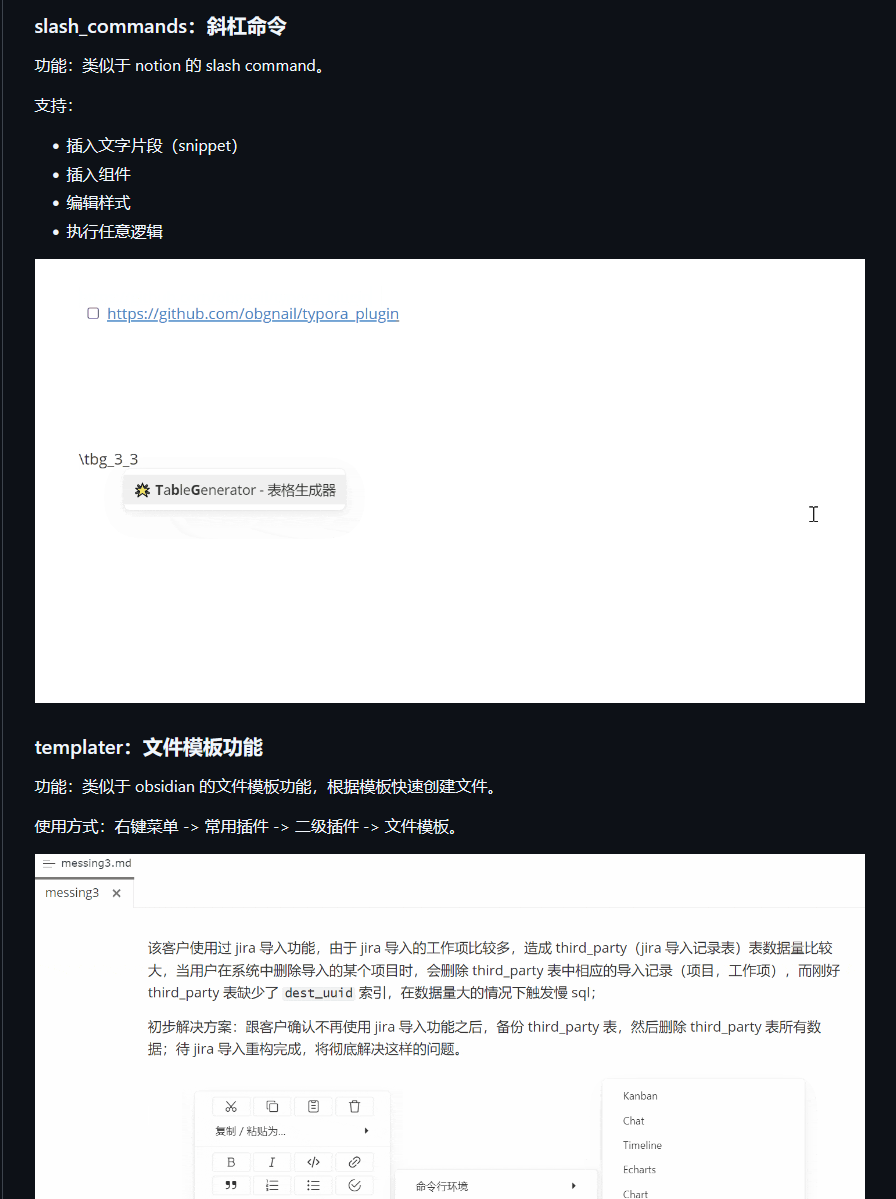 slash_commands：斜杠命令
功能：类似于 notion 的 slash command。
支持：
插入文字片段（snippet）
插入组件
编辑样式
执行任意逻辑
https://github.com/obgnail/typora_plugin
\tbg_3_3
TableGenerator - 表格生成器
templater：文件模板功能
功能：类似于 obsidian 的文件模板功能，根据模板快速创建文件。
使用方式：右键菜单 -> 常用插件 -> 二级插件 -> 文件模板。
messing3.md
messing3
该客户使用过 jira 导入功能，由于 jira 导入的工作项比较多，造成 third_party（jira 导入记录表）表数据量比较
大，当用户在系统中删除导入的某个项目时，会删除 third_party 表中相应的导入记录（项目，工作项），而刚好
third_party 表缺少了 dest_uuid 索引，在数据量大的情况下触发慢 sql；
初步解决方案：跟客户确认不再使用 jira 导入功能之后，备份 third_party 表，然后删除 third_party 表所有数
据；待 jira 导入重构完成，将彻底解决这样的问题。
复制 / 粘贴为...
B I
命令行环境
Kanban
Chat
Timeline
Echarts
Chart